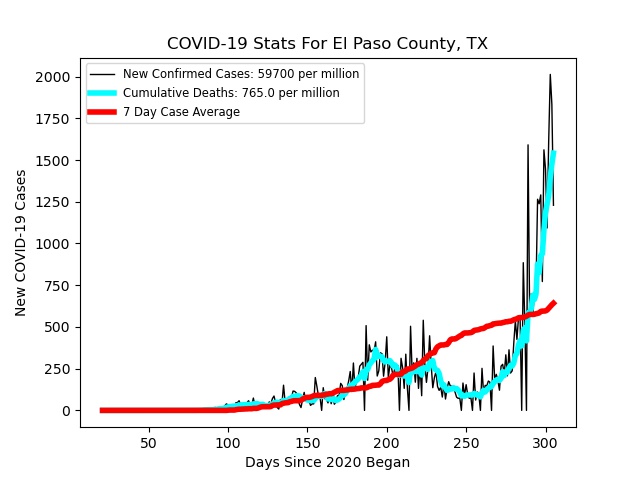 COVID-19 Stats For El Paso County, TX
New Confirmed Cases: 59700 per million
Cumulative Deaths: 765.0 per million
7 Day Case Average
New COVID-19 Cases
2000
1750
1500
1250
1000
750
500
250
0
50 100 150 200 250 300
Days Since 2020 Began